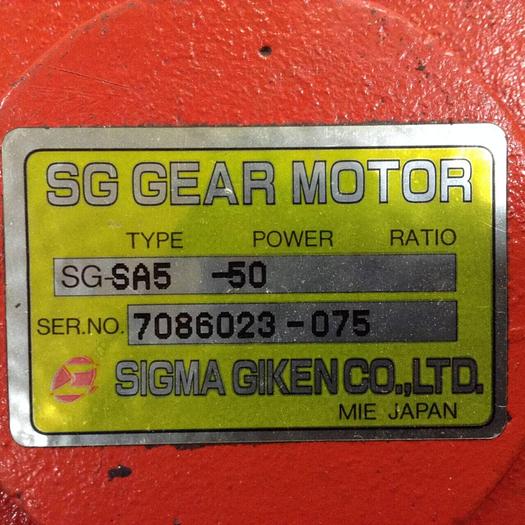 SG GEAR MOTOR
TYPE POWER RATIO
SG-SA5 -50
SER.NO. 7086023-075
SIGMA GIKEN CO.,LTD.
MIE JAPAN